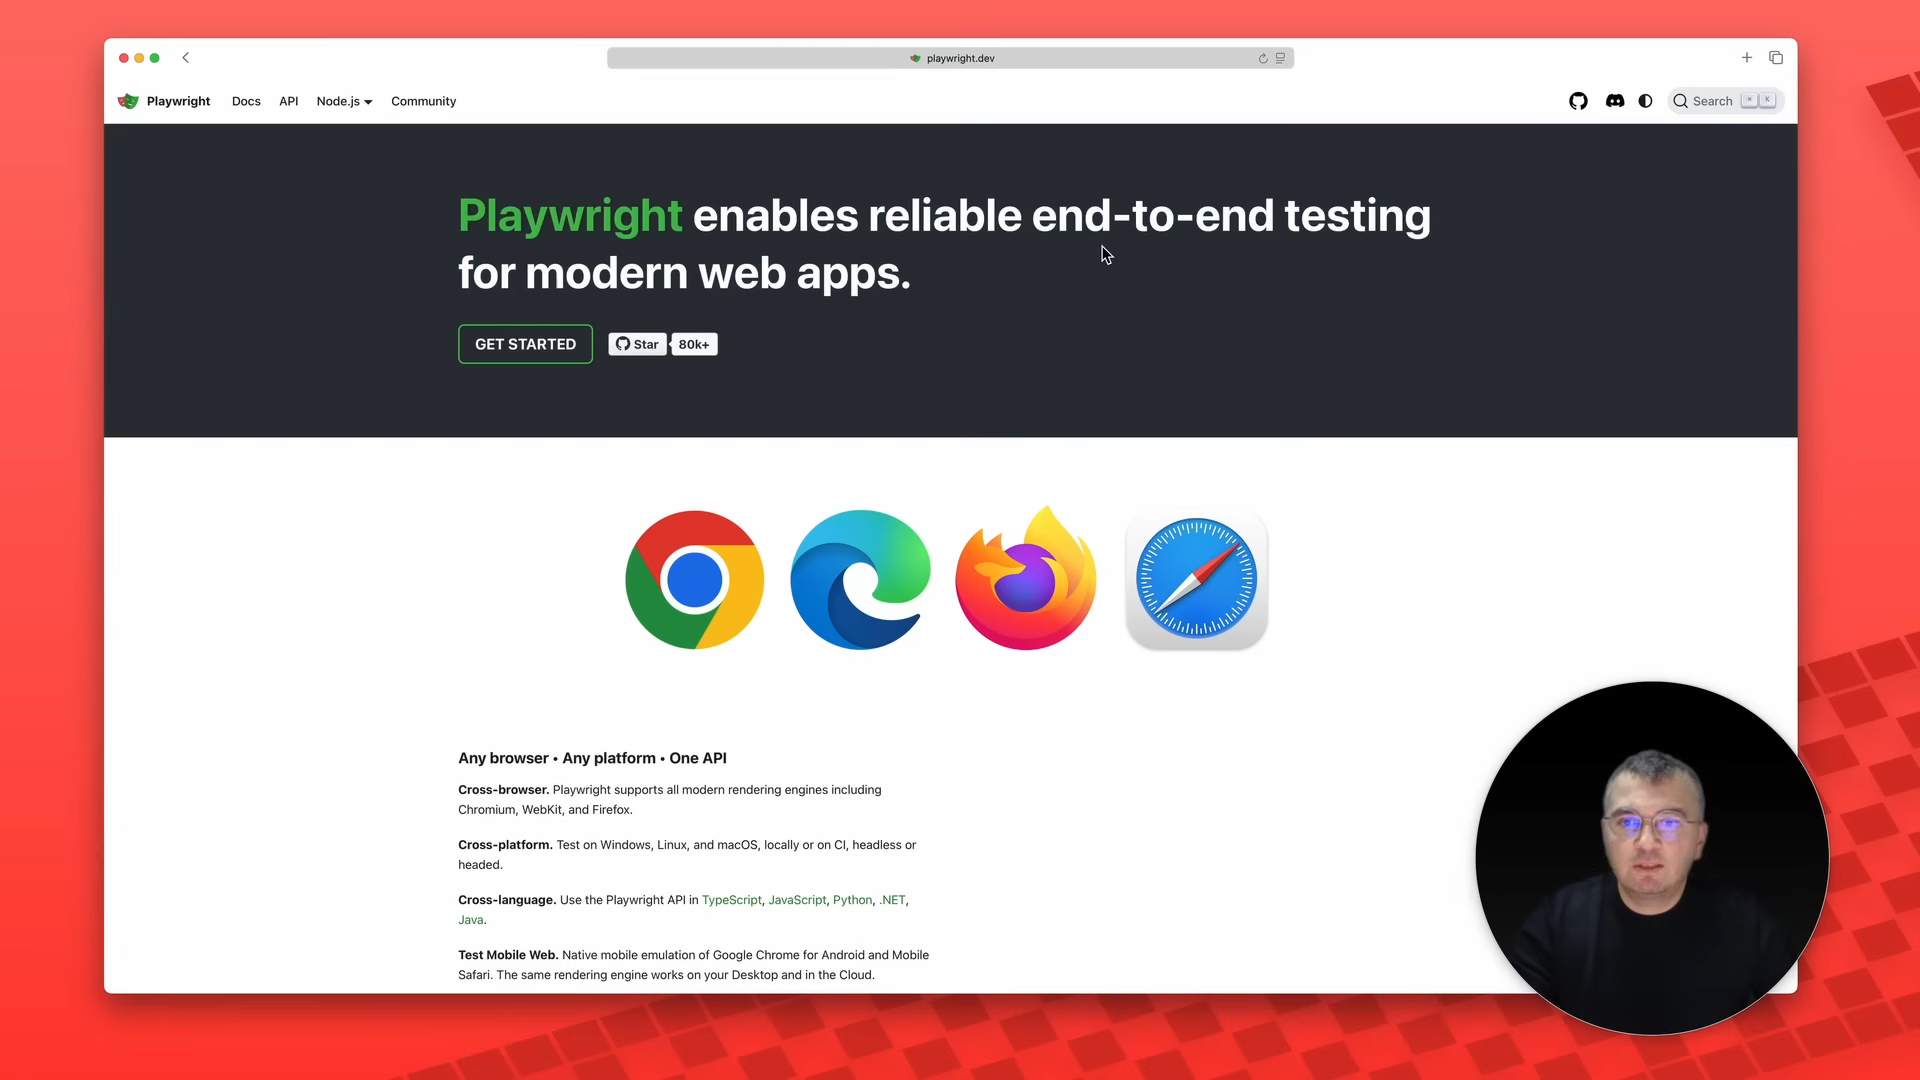 playwright.dev
Playwright Docs API Node.js Community Search K
Playwright enables reliable end-to-end testing
for modern web apps.
GET STARTED Star 80k+
Any browser • Any platform • One API
Cross-browser. Playwright supports all modern rendering engines including
Chromium, WebKit, and Firefox.
Cross-platform. Test on Windows, Linux, and macOS, locally or on CI, headless or
headed.
Cross-language. Use the Playwright API in TypeScript, JavaScript, Python, .NET,
Java.
Test Mobile Web. Native mobile emulation of Google Chrome for Android and Mobile
Safari. The same rendering engine works on your Desktop and in the Cloud.